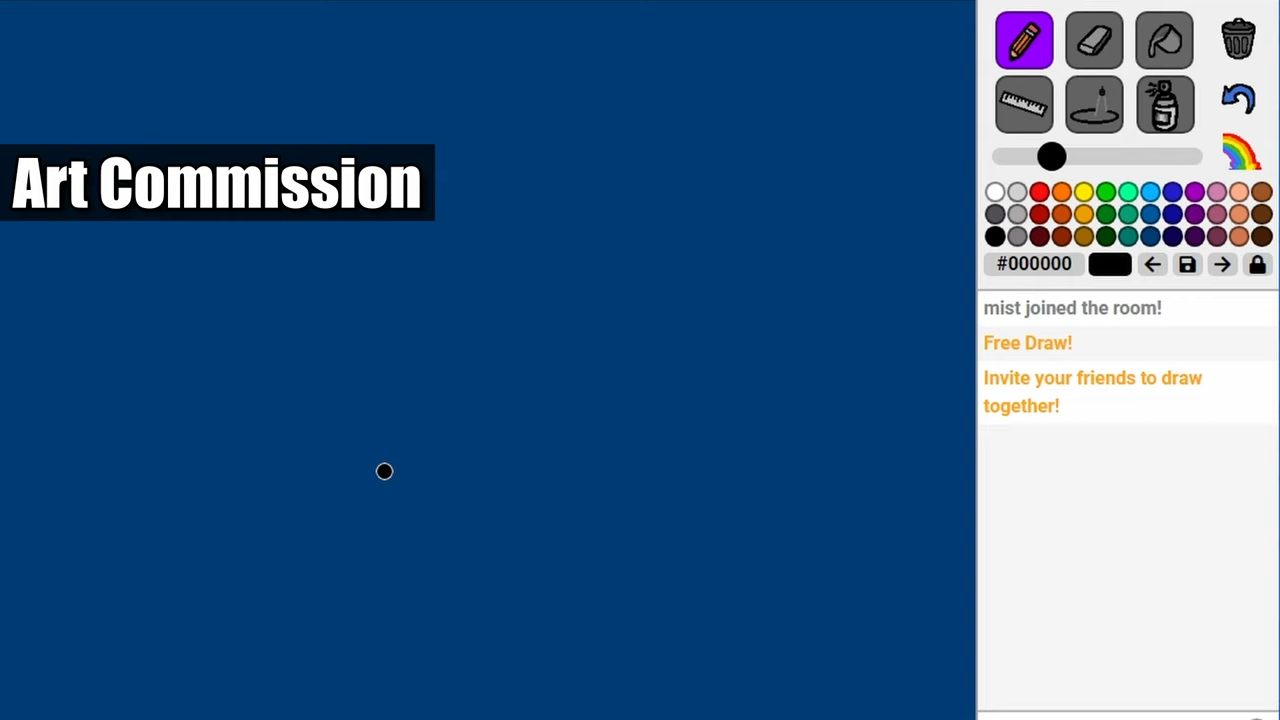 Art Commission
#000000
mist joined the room!
Free Draw!
Invite your friends to draw
together!